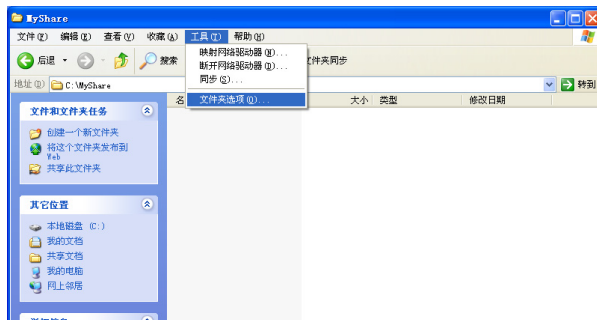 MyShare
文件(F) 编辑(E) 查看(V) 收藏(A) 工具(T) 帮助(H)
后退 搜索 文件夹同步
映射网络驱动器(N)...
断开网络驱动器(D)...
同步(S)...
文件夹选项(O)...
地址(D) C:\MyShare 转到
名 大小 类型 修改日期
文件和文件夹任务
创建一个新文件夹
将这个文件夹发布到
Web
共享此文件夹
其它位置
本地磁盘 (C:)
我的文档
共享文档
我的电脑
网上邻居